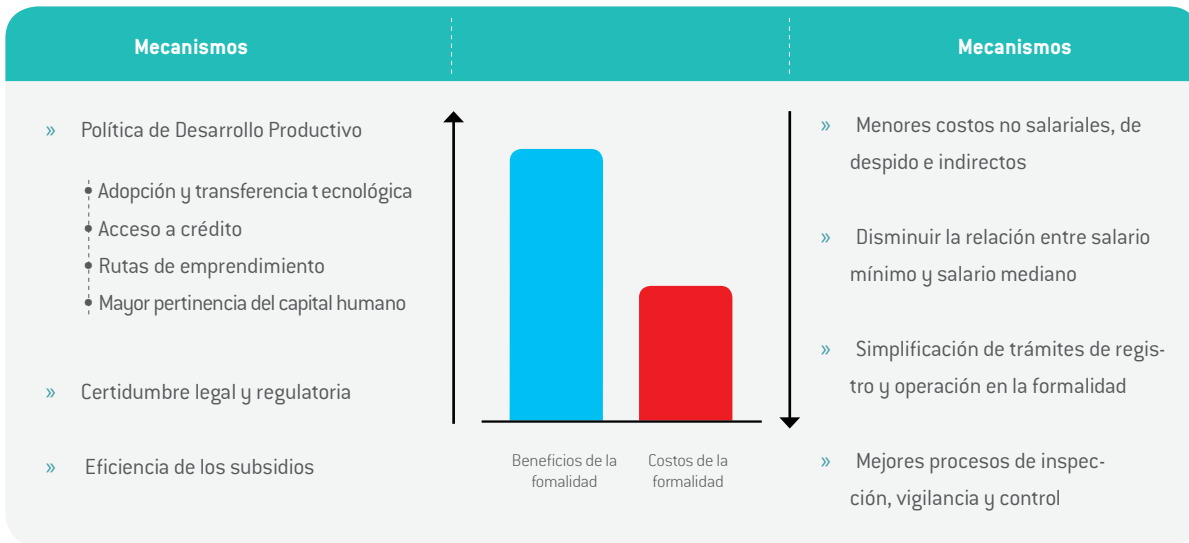 Mecanismos
» Política de Desarrollo Productivo
• Adopción y transferencia t ecnológica
• Acceso a crédito
• Rutas de emprendimiento
• Mayor pertinencia del capital humano
» Certidumbre legal y regulatoria
» Eficiencia de los subsidios
Beneficios de la
fomalidad
Costos de la
formalidad
Mecanismos
» Menores costos no salariales, de
despido e indirectos
» Disminuir la relación entre salario
mínimo y salario mediano
» Simplificación de trámites de regis-
tro y operación en la formalidad
» Mejores procesos de inspec-
ción, vigilancia y control